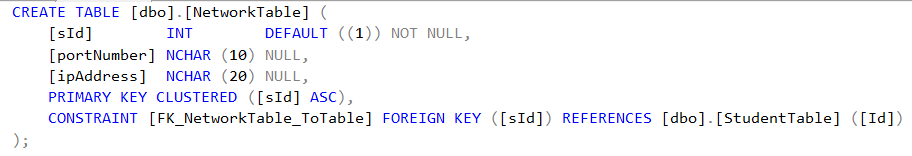 CREATE TABLE [dbo].[NetworkTable] (
[sId] INT DEFAULT ((1)) NOT NULL,
[portNumber] NCHAR (10) NULL,
[ipAddress] NCHAR (20) NULL,
PRIMARY KEY CLUSTERED ([sId] ASC),
CONSTRAINT [FK_NetworkTable_ToTable] FOREIGN KEY ([sId]) REFERENCES [dbo].[StudentTable] ([Id])
);